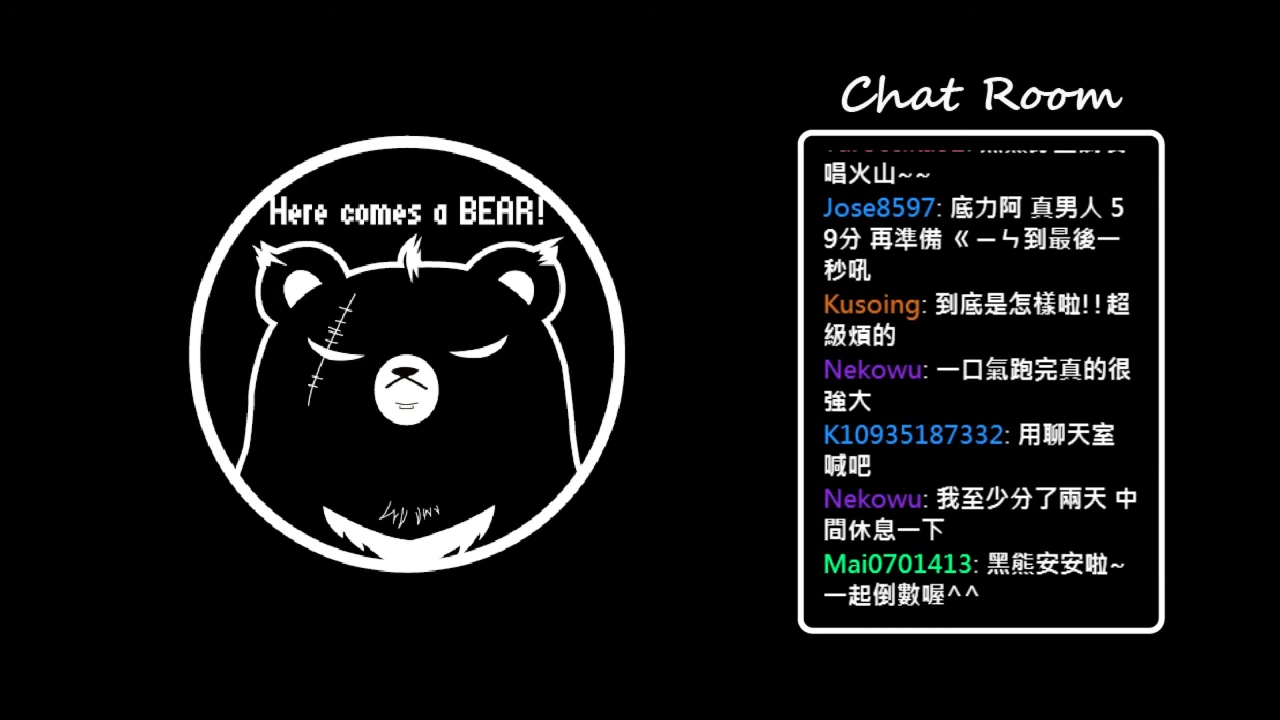 Chat Room
Here comes a BEAR!
唱火山~~
Jose8597: 底力阿 真男人 5
9分 再準備 ㄍㄧㄣ到最後一
秒吼
Kusoing: 到底是怎樣啦!!超
級煩的
Nekowu: 一口氣跑完真的很
強大
K10935187332: 用聊天室
喊吧
Nekowu: 我至少分了兩天 中
間休息一下
Mai0701413: 黑熊安安啦~
一起倒數喔^^